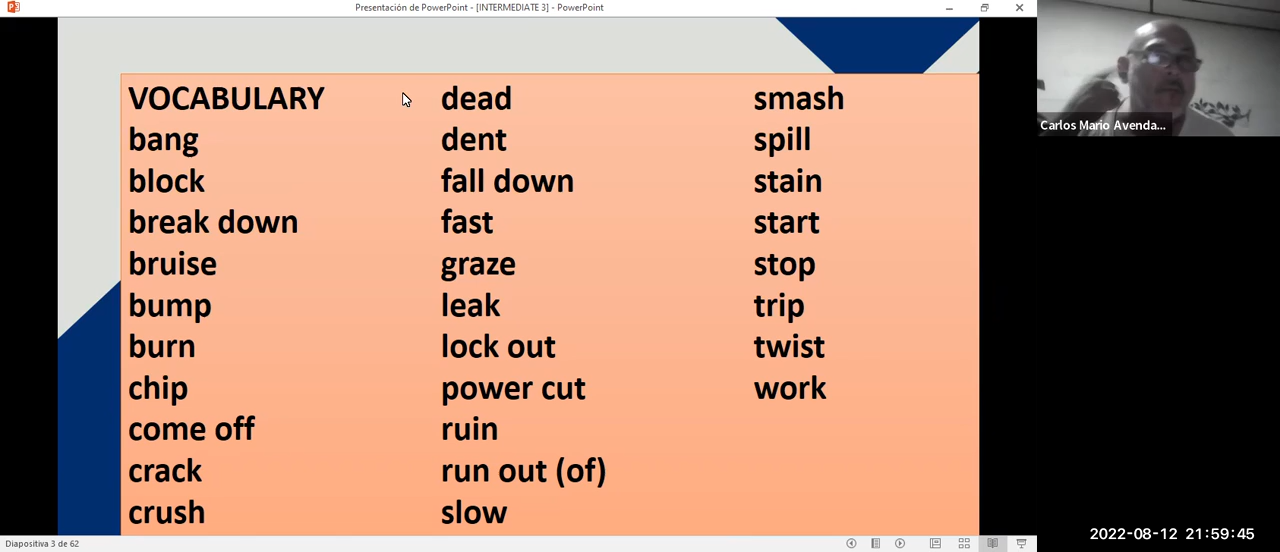 Presentación de PowerPoint - [INTERMEDIATE 3] - PowerPoint
VOCABULARY
bang
block
break down
bruise
bump
burn
chip
come off
crack
crush
dead
dent
fall down
fast
graze
leak
lock out
power cut
ruin
run out (of)
slow
smash
spill
stain
start
stop
trip
twist
work
Carlos Mario Avenda...
Diapositiva 3 de 62
2022-08-12 21:59:45